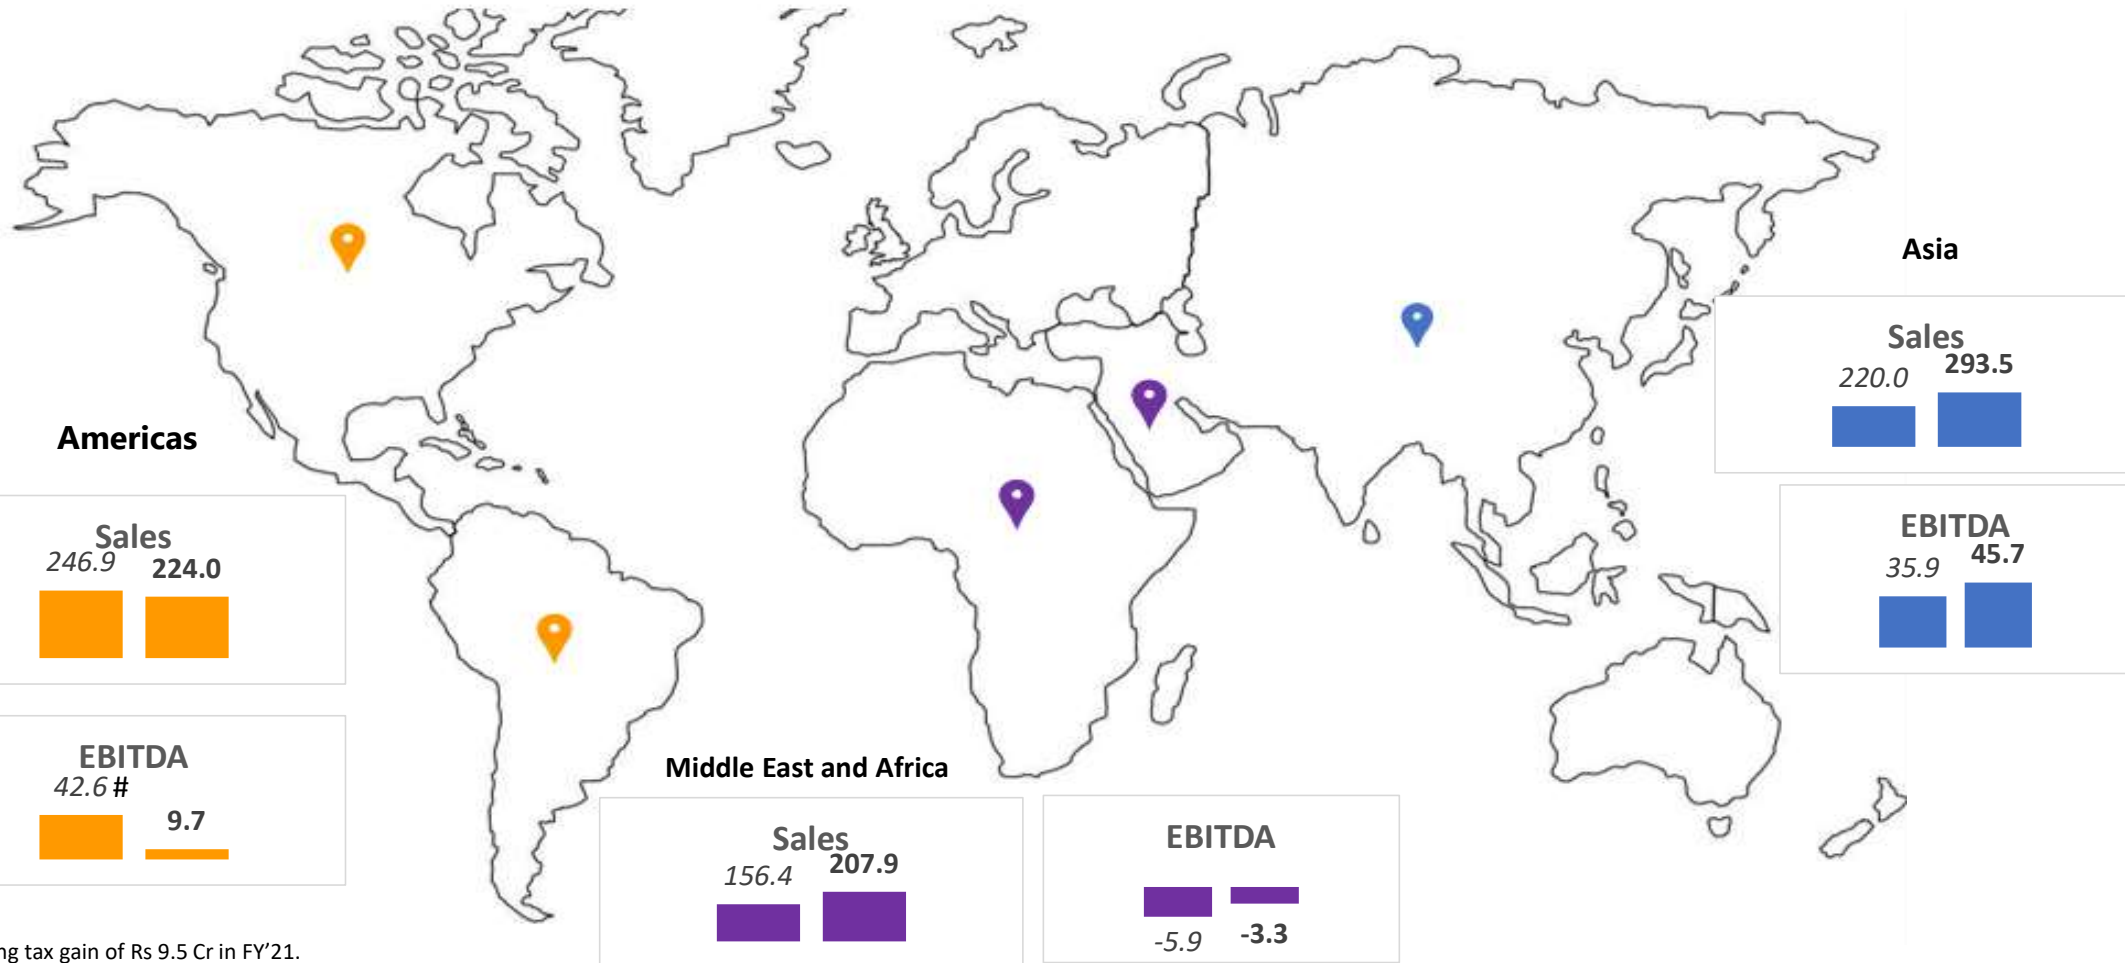 Americas
Sales
246.9 224.0
EBITDA
42.6 #
9.7
Middle East and Africa
Sales
156.4 207.9
EBITDA
-5.9 -3.3
Asia
Sales
220.0 293.5
EBITDA
35.9 45.7
tax gain of Rs 9.5 Cr in FY’21.